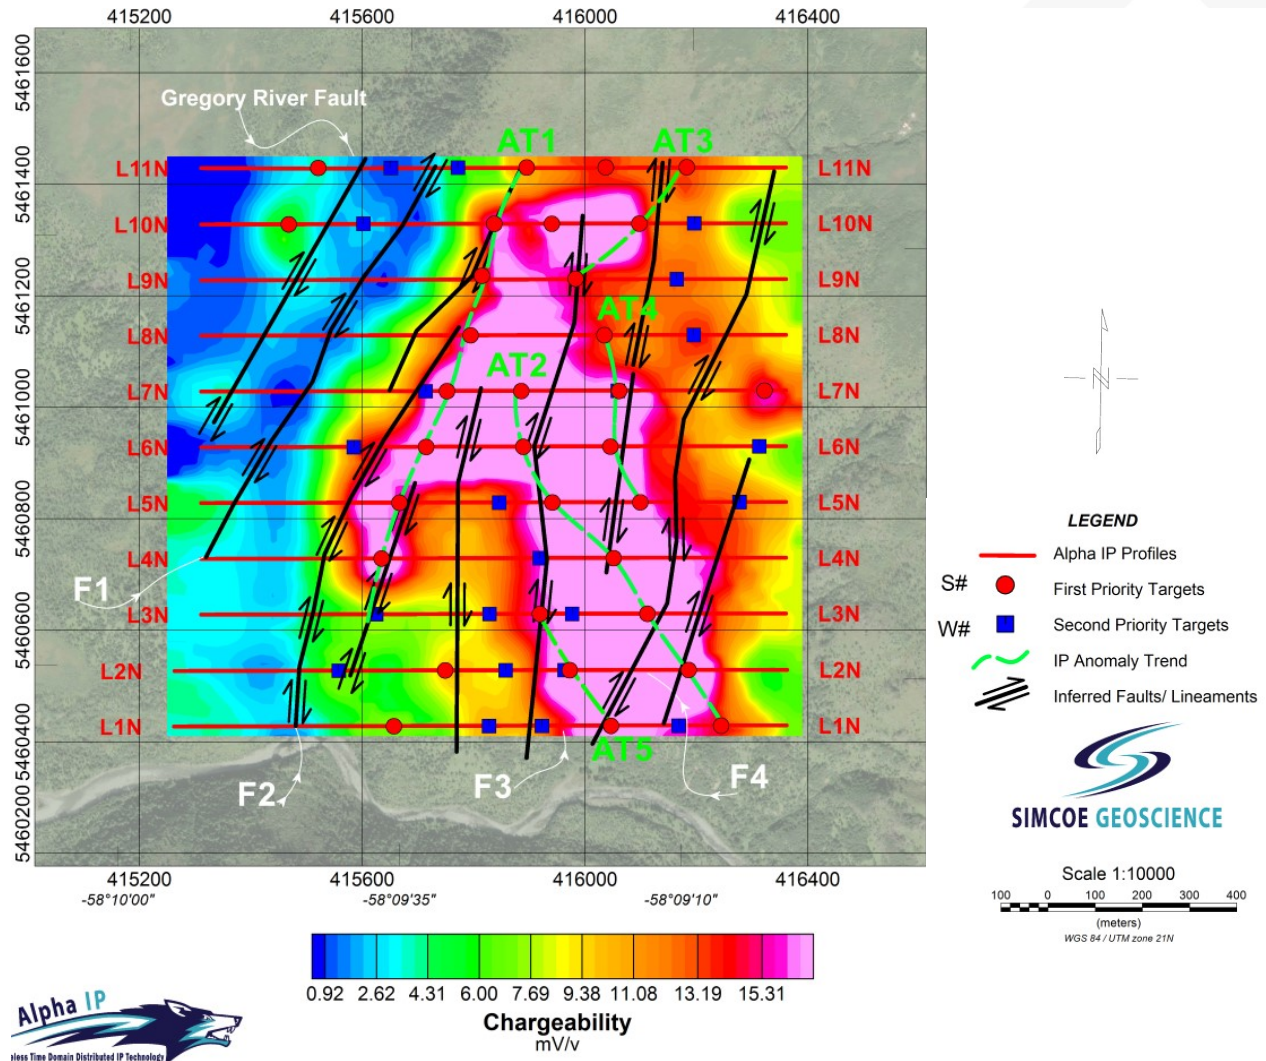 415200 415600 416000 416400
5461600
5461400
5461200
5461000
5460800
5460600
5460400
5460200
Gregory River Fault
AT1 AT3
L11N L11N
L10N L10N
L9N L9N
AT4
L8N L8N
AT2
L7N L7N
L6N L6N
L5N L5N
L4N L4N
F1
L3N L3N
L2N L2N
L1N L1N
AT5
F2 F3 F4
415200 415600 416000 416400
-58°10'00" -58°09'35" -58°09'10"
N
LEGEND
Alpha IP Profiles
S# First Priority Targets
W# Second Priority Targets
IP Anomaly Trend
Inferred Faults/ Lineaments
SIMCOE GEOSCIENCE
Scale 1:10000
100 0 100 200 300 400
(meters)
WGS 84 / UTM zone 21N
0.92 2.62 4.31 6.00 7.69 9.38 11.08 13.19 15.31
Chargeability
mV/v
Alpha IP
eless Time Domain Distributed IP Technology